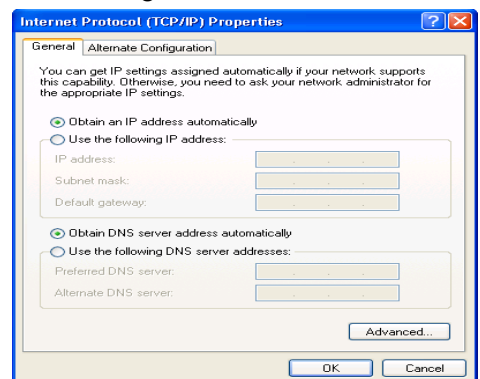 Internet Protocol (TCP/IP) Properties
General
Alternate Configuration
You can get IP settings assigned automatically if your network supports
this capability. Otherwise, you need to ask your network administrator for
the appropriate IP settings.
Obtain an IP address automatically
Use the following IP address:
IP address:
Subnet mask:
Default gateway:
Obtain DNS server address automatically
Use the following DNS server addresses:
Preferred DNS server:
Alternate DNS server:
Advanced...
OK
Cancel